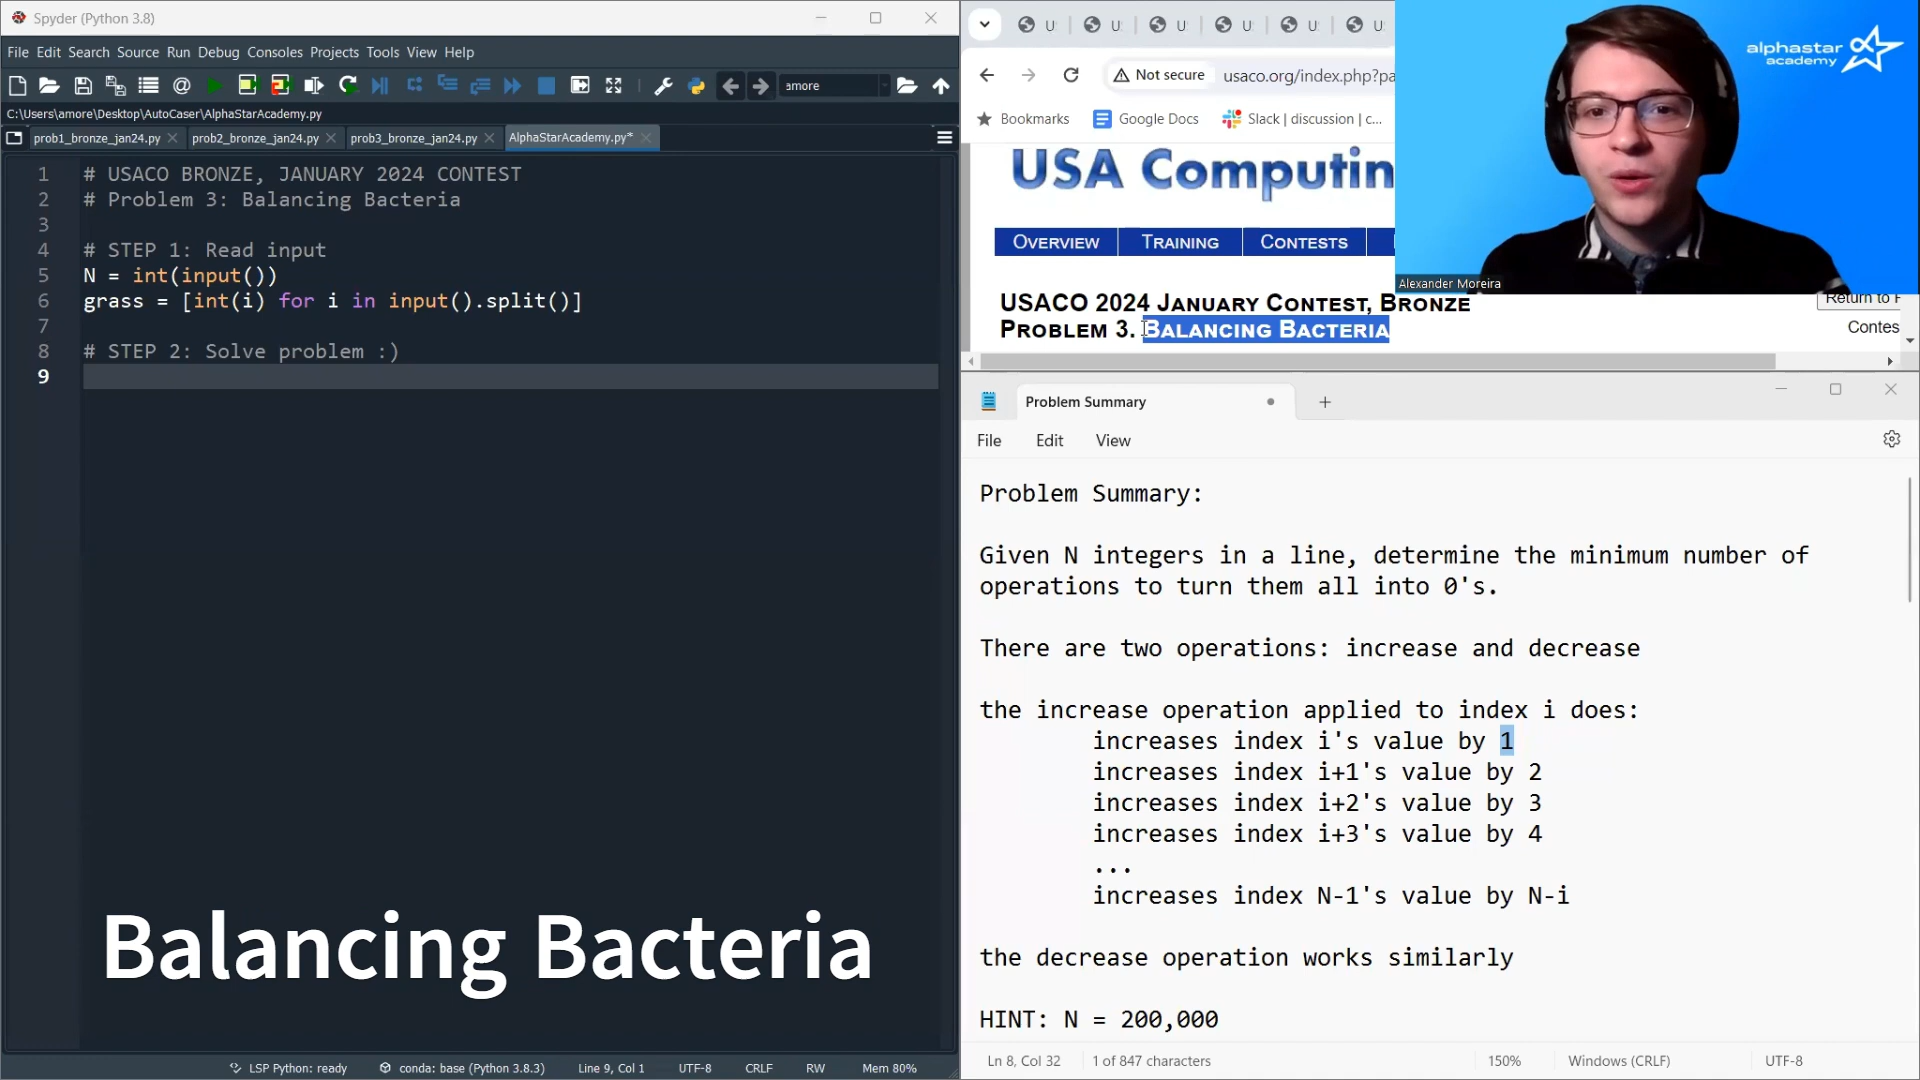 Spyder (Python 3.8)
File Edit Search Source Run Debug Consoles Projects Tools View Help
amore
C:\Users\amore\Desktop\AutoCaser\AlphaStarAcademy.py
prob1_bronze_jan24.py prob2_bronze_jan24.py prob3_bronze_jan24.py AlphaStarAcademy.py*
1 # USACO BRONZE, JANUARY 2024 CONTEST
2 # Problem 3: Balancing Bacteria
3
4 # STEP 1: Read input
5 N = int(input())
6 grass = [int(i) for i in input().split()]
7
8 # STEP 2: Solve problem :)
9
Balancing Bacteria
LSP Python: ready conda: base (Python 3.8.3) Line 9, Col 1 UTF-8 CRLF RW Mem 80%
U U U U U U
Not secure usaco.org/index.php?pa
Bookmarks Google Docs Slack | discussion | c...
USA Computin
OVERVIEW TRAINING CONTESTS
USACO 2024 JANUARY CONTEST, BRONZE
PROBLEM 3. BALANCING BACTERIA
Return to
Contes
alphastar
academy
Alexander Moreira
Problem Summary
File Edit View
Problem Summary:
Given N integers in a line, determine the minimum number of
operations to turn them all into 0's.
There are two operations: increase and decrease
the increase operation applied to index i does:
increases index i's value by 1
increases index i+1's value by 2
increases index i+2's value by 3
increases index i+3's value by 4
...
increases index N-1's value by N-i
the decrease operation works similarly
HINT: N = 200,000
Ln 8, Col 32 1 of 847 characters 150% Windows (CRLF) UTF-8